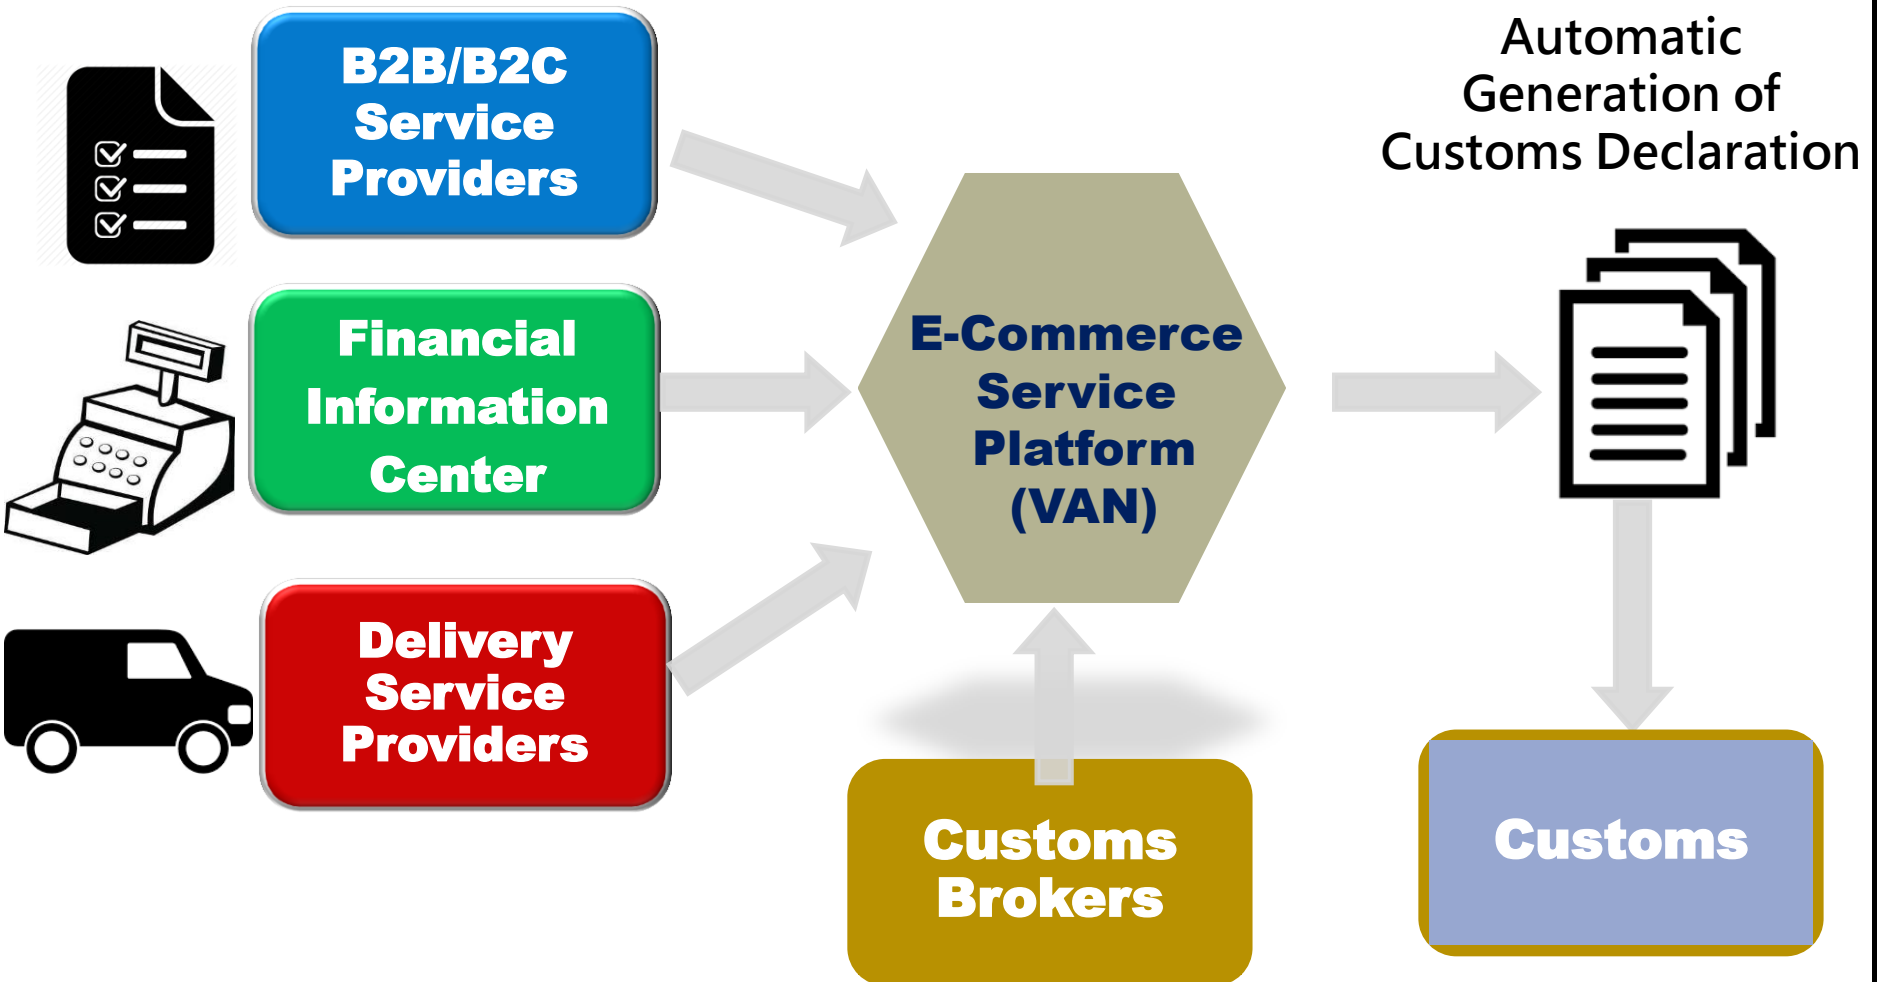 B2B/B2C
Service
Providers
Financial
Information
Center
Delivery
Service
Providers
E-Commerce
Service
Platform
(VAN)
Customs
Brokers
Automatic
Generation of
Customs Declaration
Customs